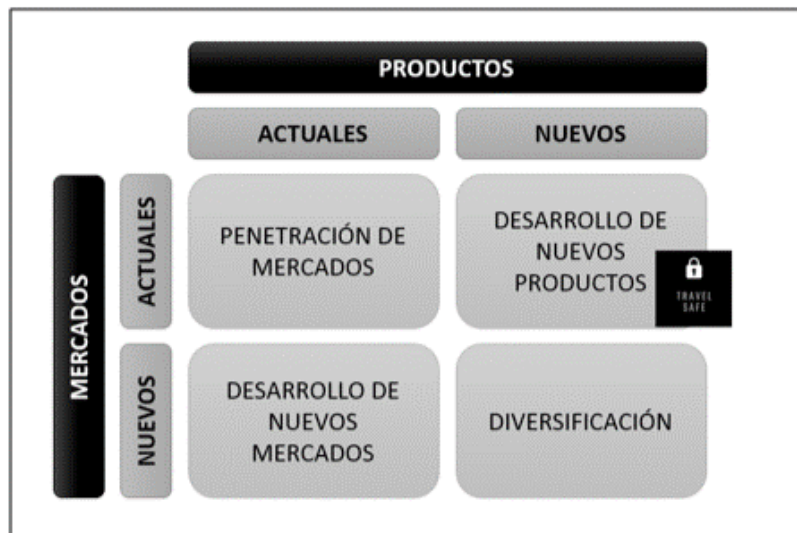 PRODUCTOS
ACTUALES
NUEVOS
MERCADOS
ACTUALES
PENETRACIÓN DE
MERCADOS
DESARROLLO DE
NUEVOS
PRODUCTOS
TRAVEL
SAFE
NUEVOS
DESARROLLO DE
NUEVOS
MERCADOS
DIVERSIFICACIÓN